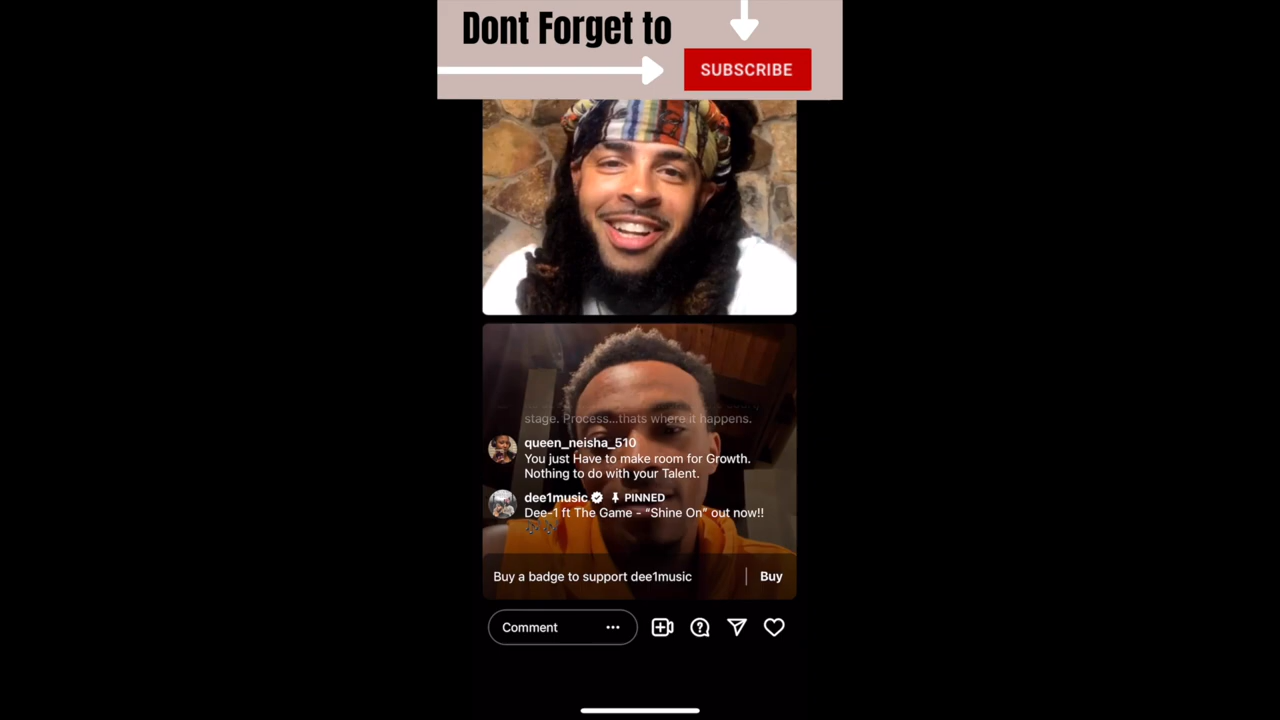 Dont Forget to
SUBSCRIBE
stage. Process...thats where it happens.
queen_neisha_510
You just Have to make room for Growth.
Nothing to do with your Talent.
dee1music PINNED
Dee-1 ft The Game - “Shine On” out now!!
Buy a badge to support dee1music
Buy
Comment